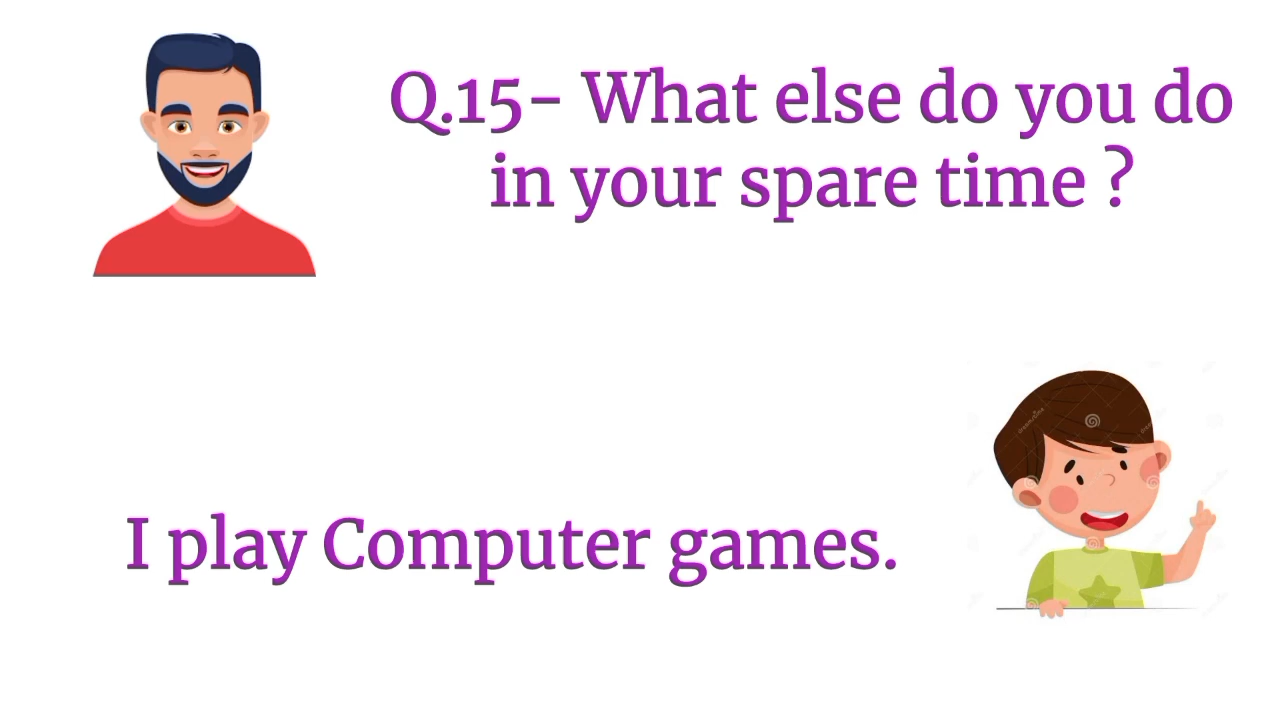 Q.15- What else do you do
in your spare time ?
I play Computer games.